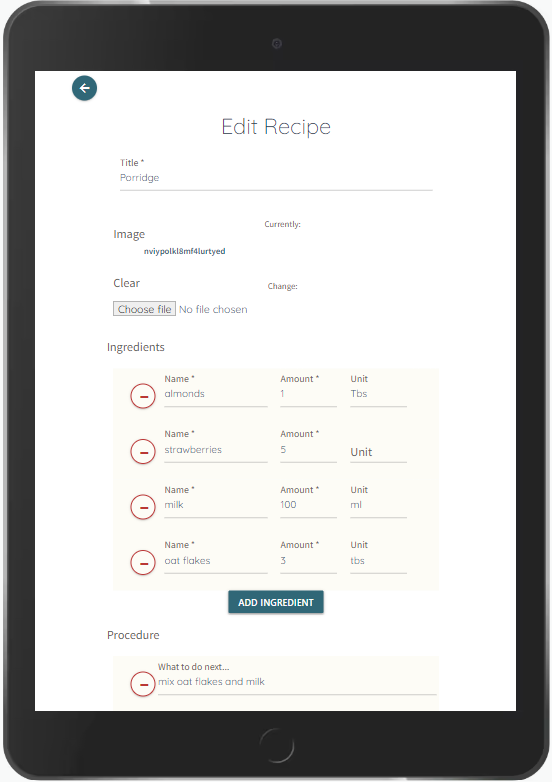 Edit Recipe
Title *
Porridge
Currently:
Image
nviypolkl8mf4lurtyed
Clear
Change:
Choose file No file chosen
Ingredients
Name * Amount * Unit
almonds 1 Tbs
Name * Amount *
strawberries 5 Unit
Name * Amount * Unit
milk 100 ml
Name * Amount * Unit
oat flakes 3 tbs
ADD INGREDIENT
Procedure
What to do next...
mix oat flakes and milk